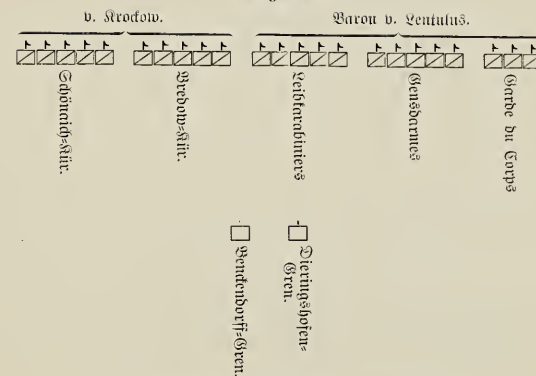 v. Krockow.
Baron v. Lentulus.
Schönaich=Kür.
Bredow=Kür.
Leibkarabiniers
Gensdarmes
Garde du Corps
Benckendorff=Gren.
Dieringshofen=
Gren.